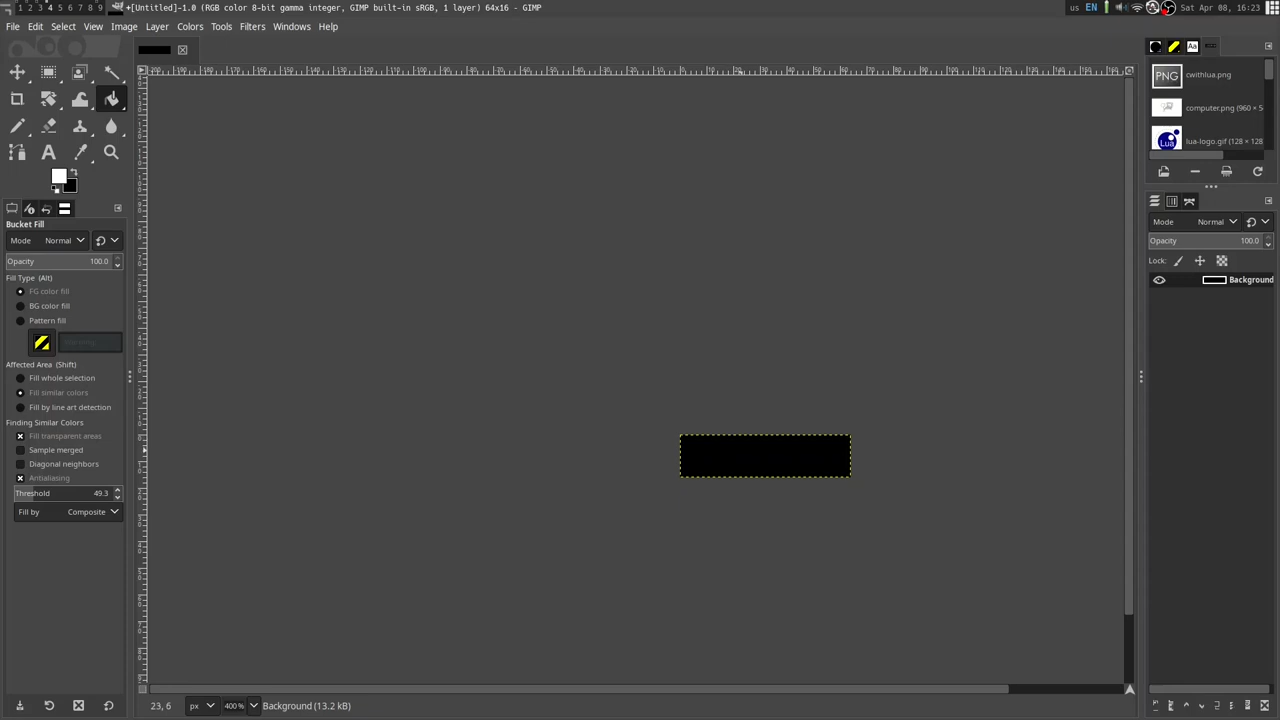 1 2 3 4 5 6 7 8 9
*[Untitled]-1.0 (RGB color 8-bit gamma integer, GIMP built-in sRGB, 1 layer) 64x16 – GIMP
us EN Sat Apr 08, 16:23
File Edit Select View Image Layer Colors Tools Filters Windows Help
Aa
PNG cwithlua.png
computer.png (960 × 5
Lua lua-logo.gif (128 × 128
Bucket Fill
Mode Normal
Opacity 100.0
Fill Type (Alt)
FG color fill
BG color fill
Pattern fill
Affected Area (Shift)
Fill whole selection
Fill similar colors
Fill by line art detection
Finding Similar Colors
Fill transparent areas
Sample merged
Diagonal neighbors
Antialiasing
Threshold 49.3
Fill by Composite
Mode Normal
Opacity 100.0
Lock:
Background
23, 6 px 400% Background (13.2 kB)